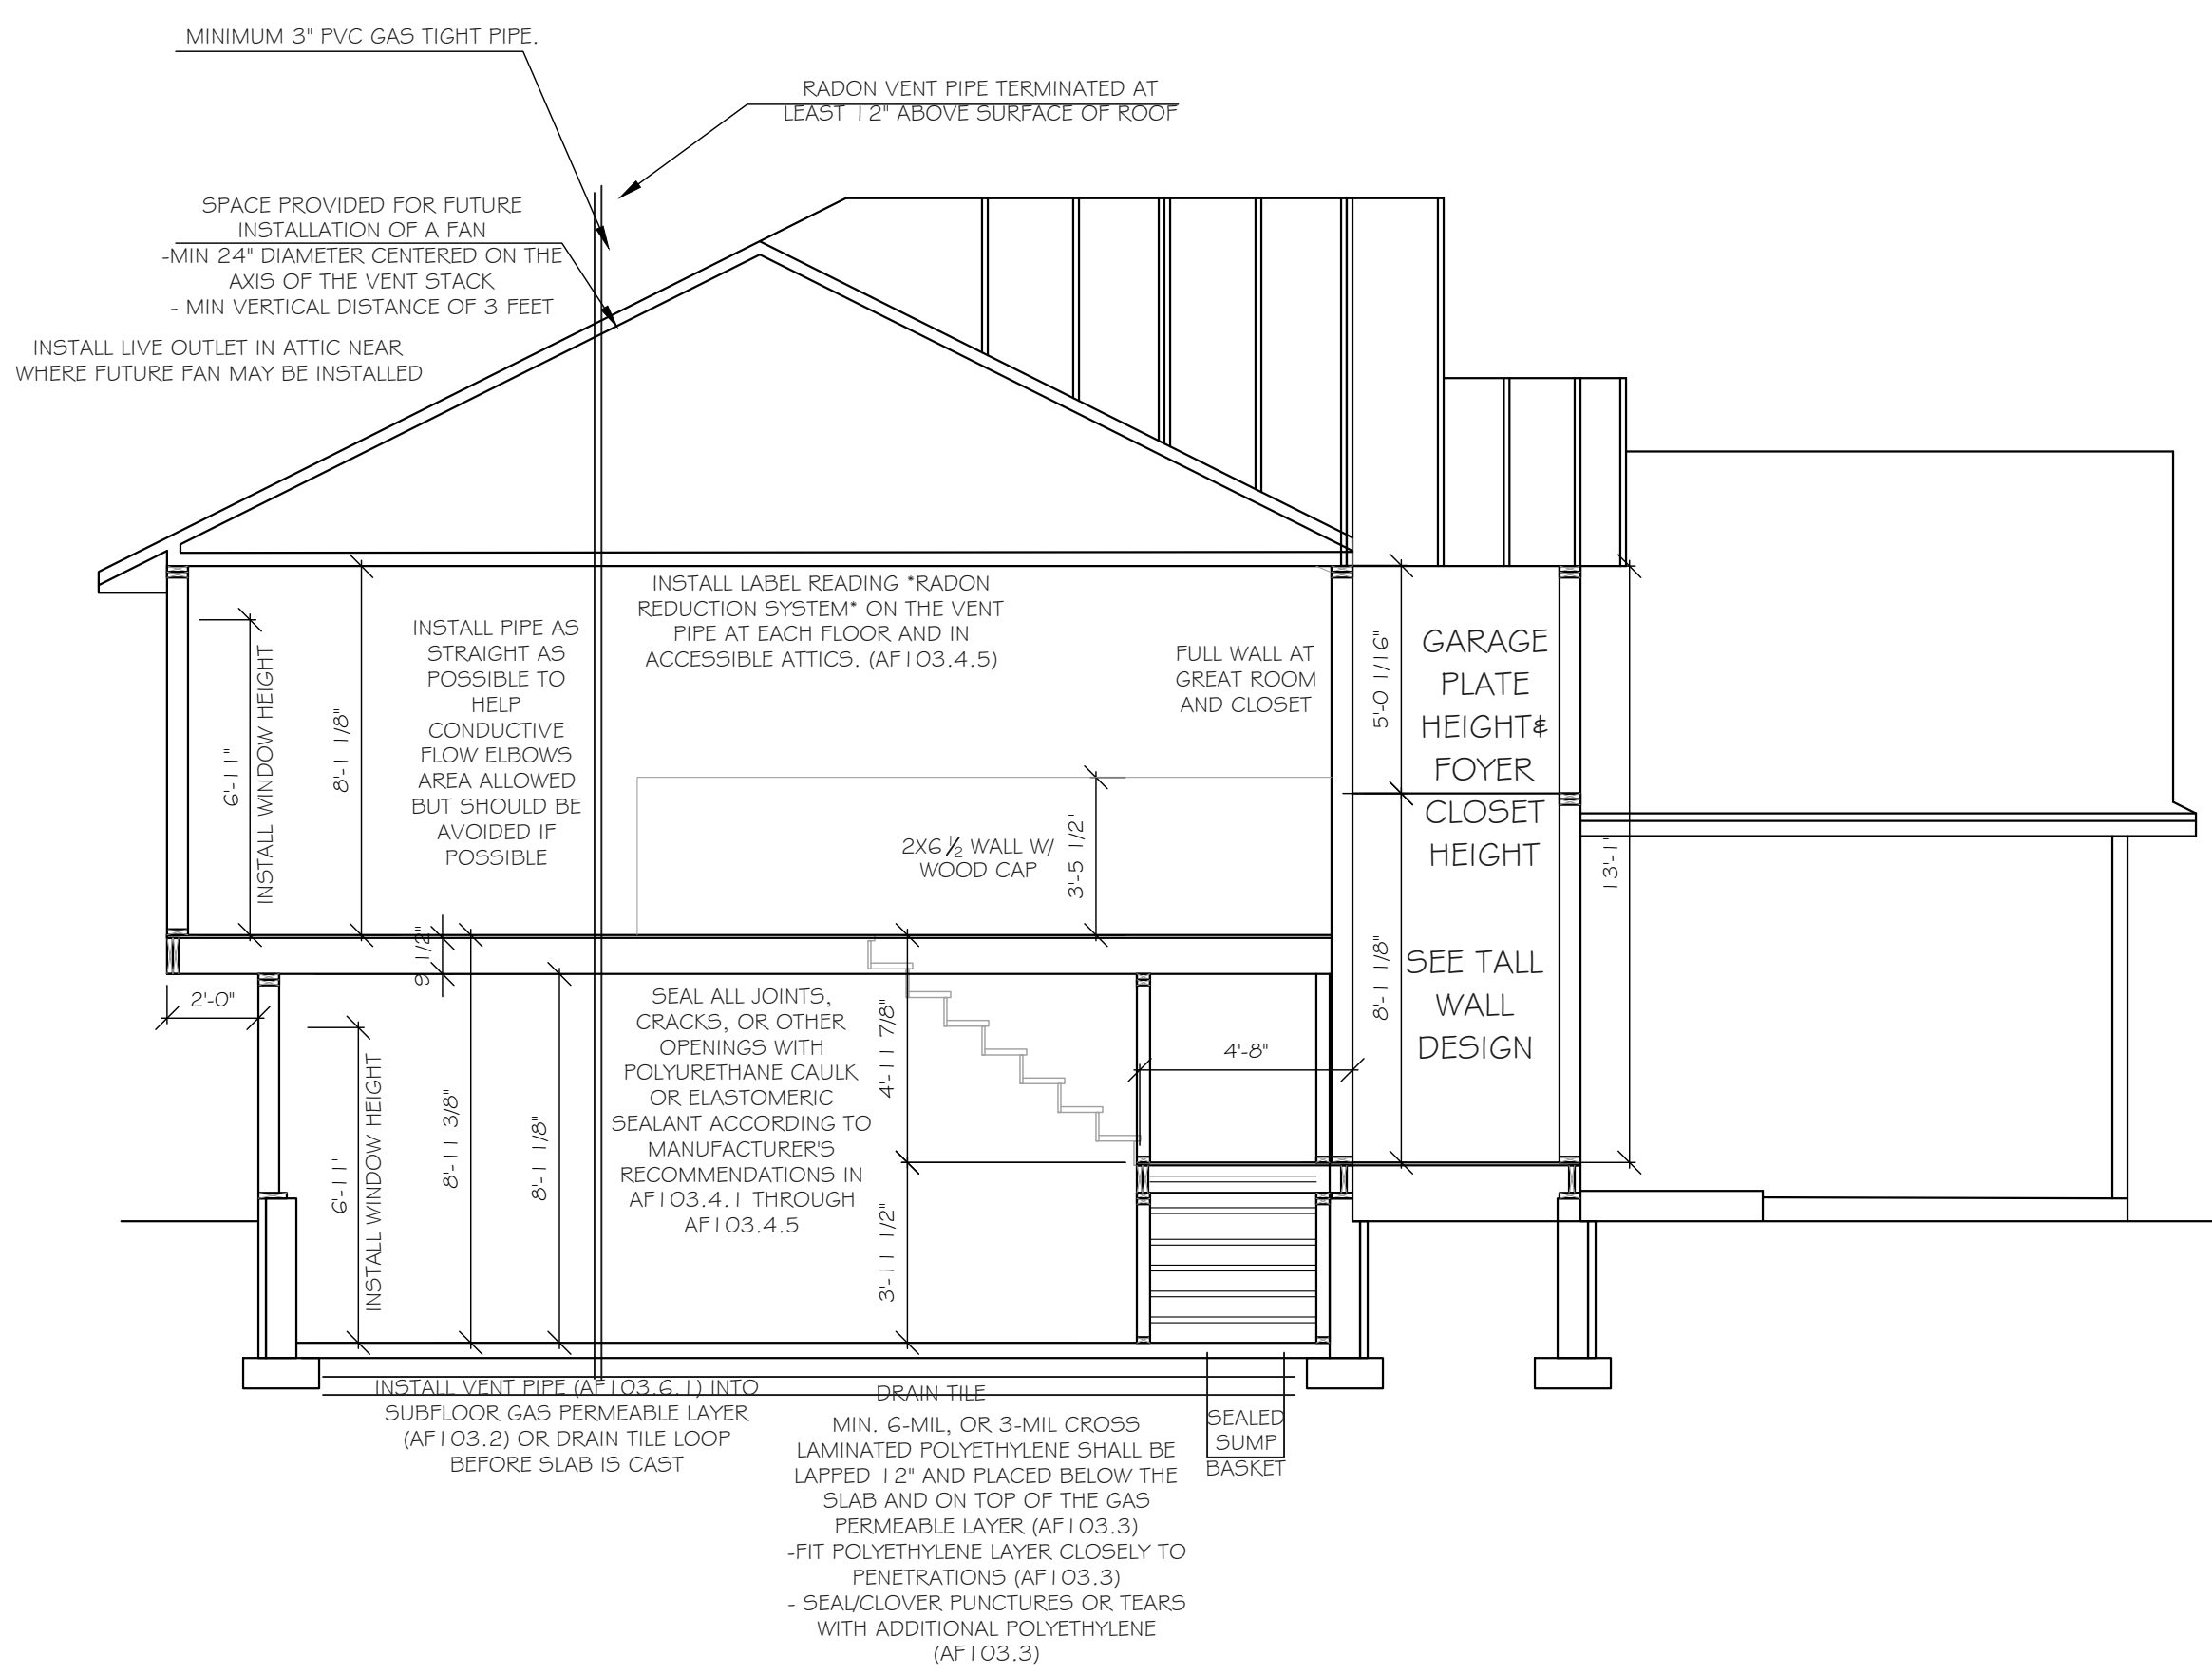 MINIMUM 3" PVC GAS TIGHT PIPE.
RADON VENT PIPE TERMINATED AT
LEAST 12" ABOVE SURFACE OF ROOF
SPACE PROVIDED FOR FUTURE
INSTALLATION OF A FAN
-MIN 24" DIAMETER CENTERED ON THE
AXIS OF THE VENT STACK
- MIN VERTICAL DISTANCE OF 3 FEET
INSTALL LIVE OUTLET IN ATTIC NEAR
WHERE FUTURE FAN MAY BE INSTALLED
INSTALL LABEL READING *RADON
REDUCTION SYSTEM* ON THE VENT
PIPE AT EACH FLOOR AND IN
ACCESSIBLE ATTICS. (AF103.4.5)
6'-11"
INSTALL WINDOW HEIGHT
8'-1 1/8"
INSTALL PIPE AS
STRAIGHT AS
POSSIBLE TO
HELP
CONDUCTIVE
FLOW ELBOWS
AREA ALLOWED
BUT SHOULD BE
AVOIDED IF
POSSIBLE
FULL WALL AT
GREAT ROOM
AND CLOSET
5'-0 1/16"
GARAGE
PLATE
HEIGHT&
FOYER
CLOSET
HEIGHT
2X6 ½ WALL W/
WOOD CAP
3'-5 1/2"
13'-1"
9 1/2"
2'-0"
6'-11"
INSTALL WINDOW HEIGHT
8'-11 3/8"
8'-1 1/8"
SEAL ALL JOINTS,
CRACKS, OR OTHER
OPENINGS WITH
POLYURETHANE CAULK
OR ELASTOMERIC
SEALANT ACCORDING TO
MANUFACTURER'S
RECOMMENDATIONS IN
AF103.4.1 THROUGH
AF103.4.5
4'-11 7/8"
3'-11 1/2"
4'-8"
8'-1 1/8"
SEE TALL
WALL
DESIGN
INSTALL VENT PIPE (AF103.6.1) INTO
SUBFLOOR GAS PERMEABLE LAYER
(AF103.2) OR DRAIN TILE LOOP
BEFORE SLAB IS CAST
DRAIN TILE
MIN. 6-MIL, OR 3-MIL CROSS
LAMINATED POLYETHYLENE SHALL BE
LAPPED 12" AND PLACED BELOW THE
SLAB AND ON TOP OF THE GAS
PERMEABLE LAYER (AF103.3)
-FIT POLYETHYLENE LAYER CLOSELY TO
PENETRATIONS (AF103.3)
- SEAL/CLOVER PUNCTURES OR TEARS
WITH ADDITIONAL POLYETHYLENE
(AF103.3)
SEALED
SUMP
BASKET